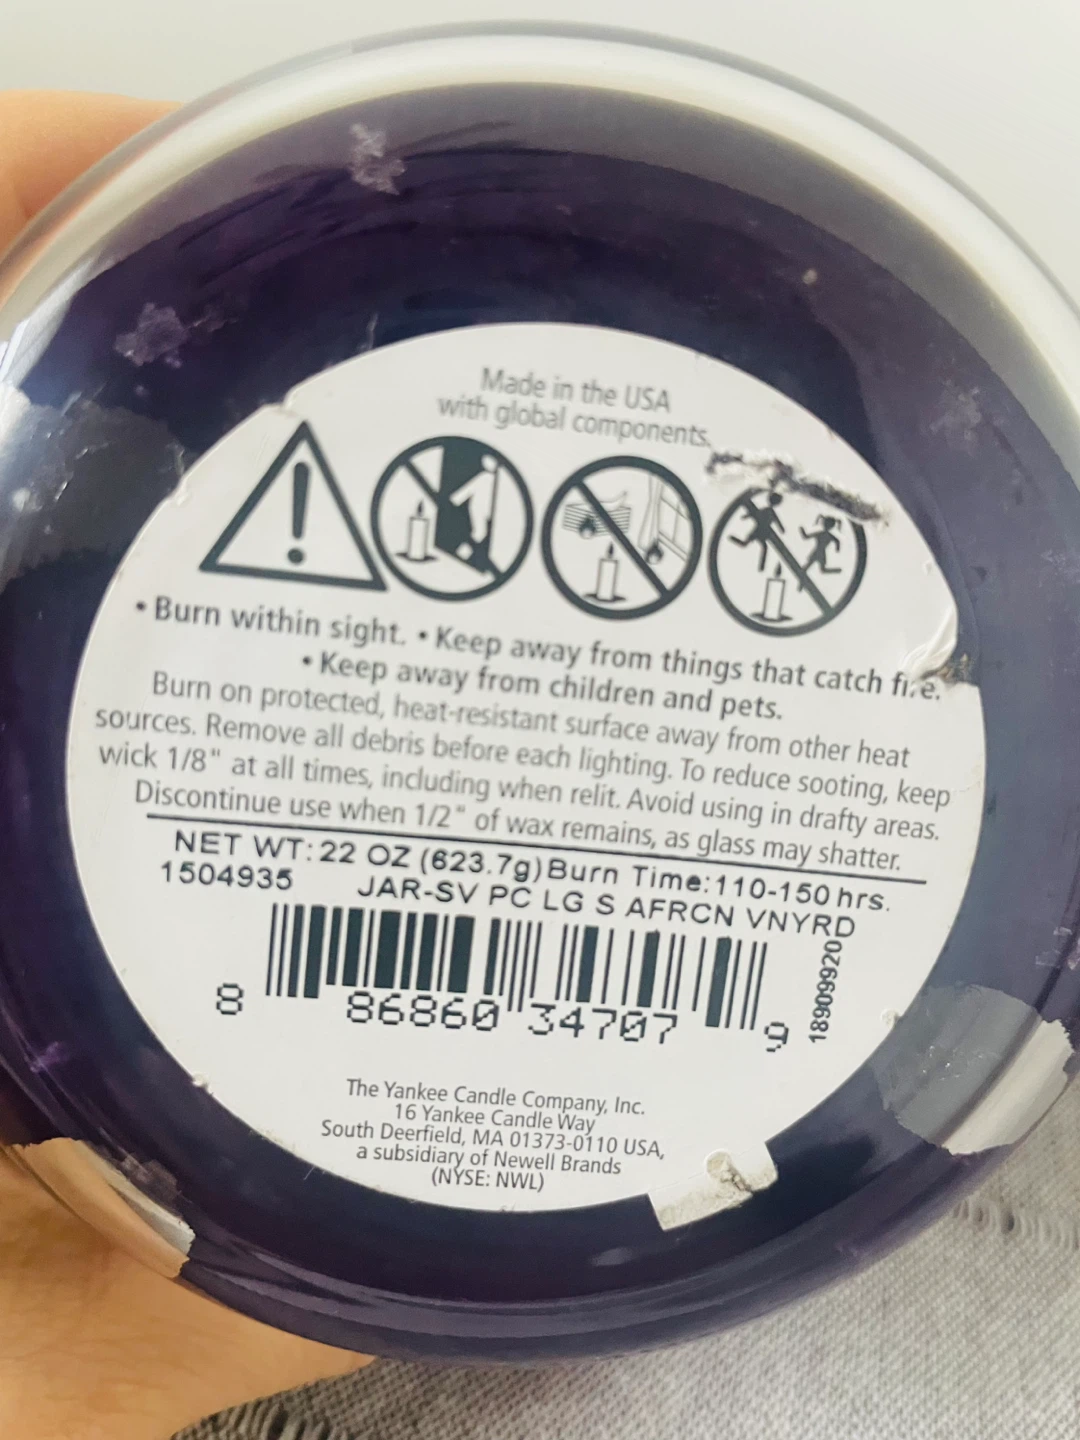 Made in the USA
with global components.
• Burn within sight. • Keep away from things that catch fire.
• Keep away from children and pets.
Burn on protected, heat-resistant surface away from other heat
sources. Remove all debris before each lighting. To reduce sooting, keep
wick 1/8" at all times, including when relit. Avoid using in drafty areas.
Discontinue use when 1/2" of wax remains, as glass may shatter.
NET WT: 22 OZ (623.7g) Burn Time: 110-150 hrs.
1504935 JAR-SV PC LG S AFRCN VNYRD
18909920
8 86860 34707 9
The Yankee Candle Company, Inc.
16 Yankee Candle Way
South Deerfield, MA 01373-0110 USA,
a subsidiary of Newell Brands
(NYSE: NWL)